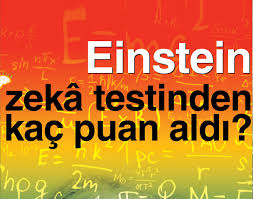 Einstein
zekâ testinden
kaç puan aldı?